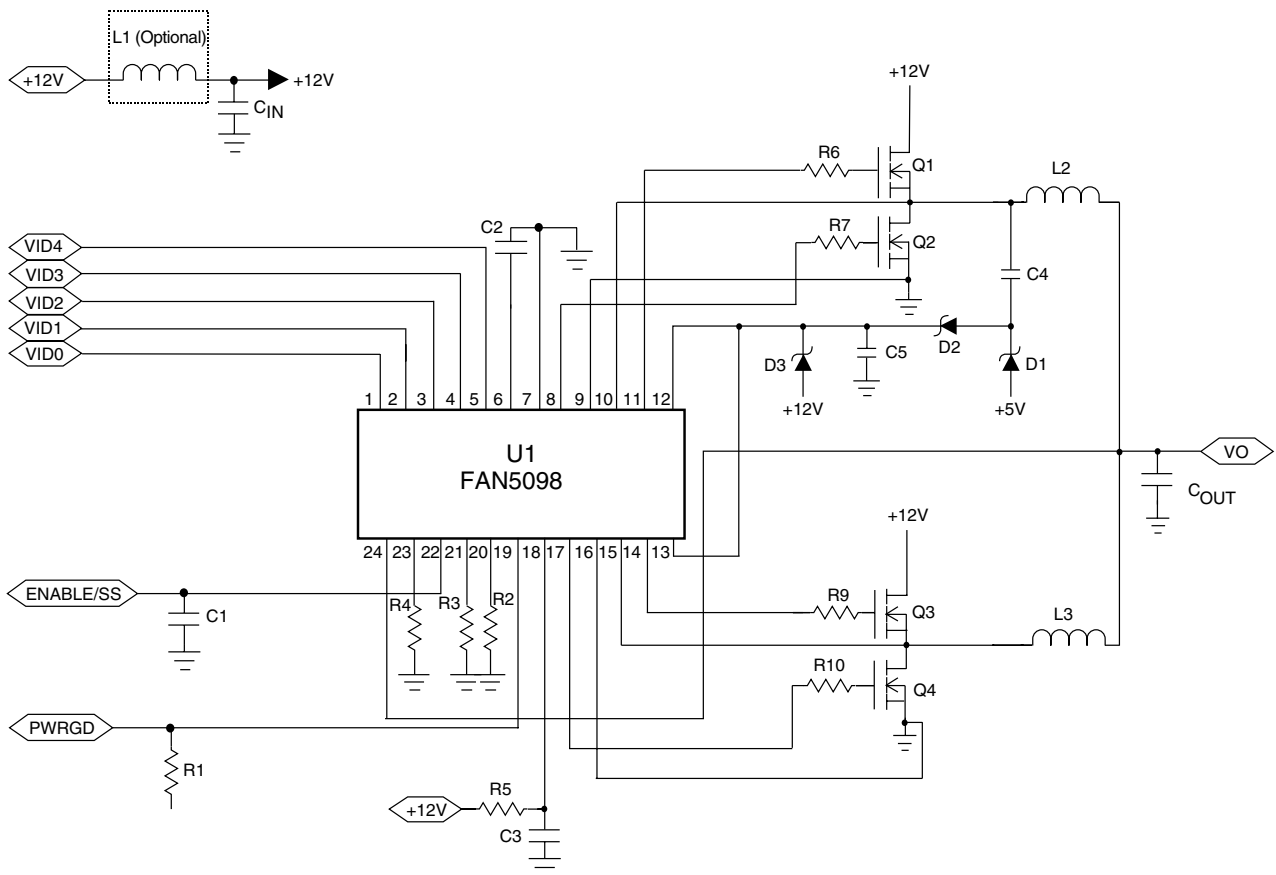 L1 (Optional)
+12V
+12V
CIN
+12V
R6
Q1
L2
C2
R7
Q2
VID4
VID3
VID2
VID1
VID0
C4
D3
C5
D2
D1
+12V
+5V
1 2 3 4 5 6 7 8 9 10 11 12
U1
FAN5098
VO
COUT
+12V
24 23 22 21 20 19 18 17 16 15 14 13
ENABLE/SS
C1
R4
R3
R2
R9
Q3
L3
R10
Q4
PWRGD
R1
R5
+12V
C3